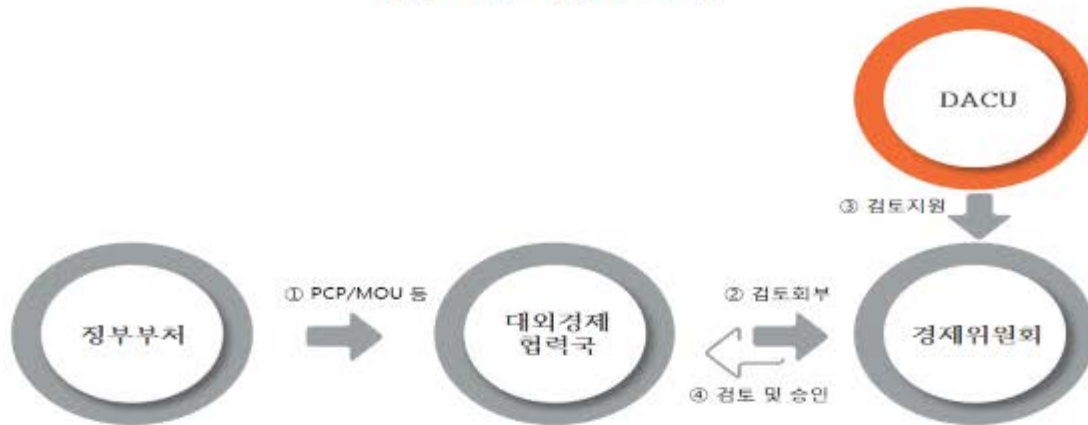 DACU
③ 검토지원
① PCP/MOU 등
② 검토회부
정부부처
대외경제
협력국
경제위원회
④ 검토 및 승인